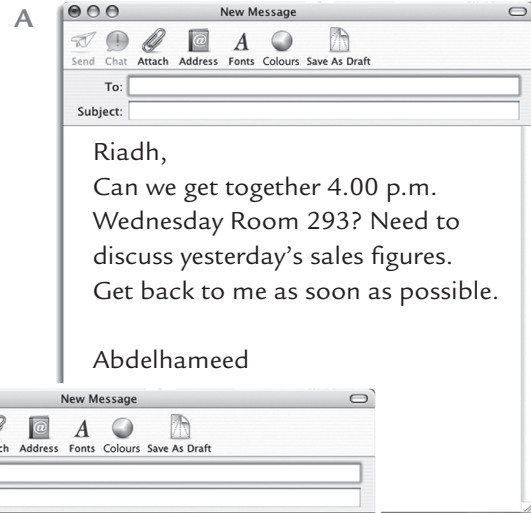 A
New Message
Send Chat Attach Address Fonts Colours Save As Draft
To:
Subject:
Riadh,
Can we get together 4.00 p.m.
Wednesday Room 293? Need to
discuss yesterday's sales figures.
Get back to me as soon as possible.
Abdelhameed
New Message
ch Address Fonts Colours Save As Draft